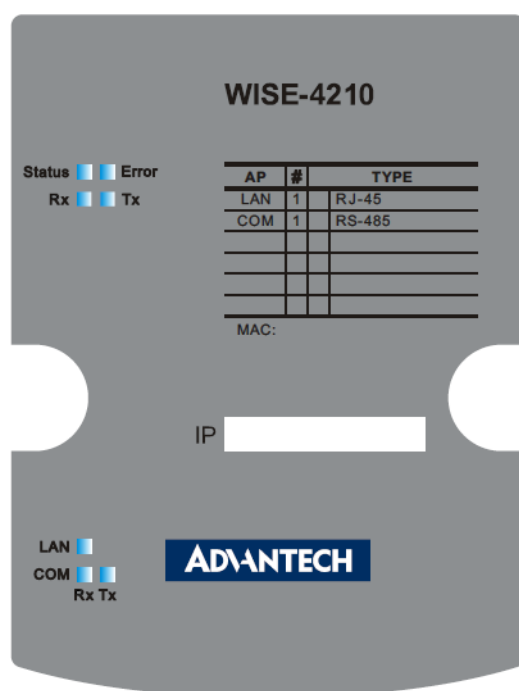 WISE-4210
Status Error
Rx Tx
AP # TYPE
LAN 1 RJ-45
COM 1 RS-485
MAC:
IP
LAN
COM
Rx Tx
ADVANTECH